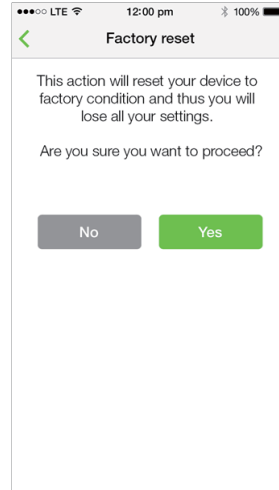 LTE 12:00 pm 100%
Factory reset
This action will reset your device to
factory condition and thus you will
lose all your settings.
Are you sure you want to proceed?
No Yes